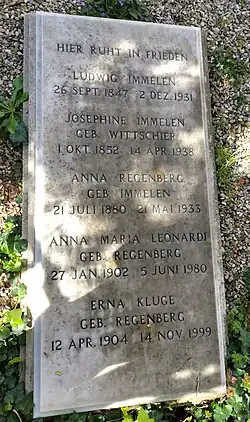 HIER RUHT IN FRIEDEN
LUDWIG IMMELEN
26 SEPT. 1847 2 DEZ. 1931
JOSEPHINE IMMELEN
GEB. WITTSCHIER
1 OKT. 1852 14 APR. 1938
ANNA REGENBERG
GEB IMMELEN
21 JULI 1880 21 MAI 1933
ANNA MARIA LEONARDI
GEB. REGENBERG
27 JAN. 1902 5 JUNI 1980
ERNA KLUGE
GEB. REGENBERG
12 APR. 1904 14 NOV. 1999